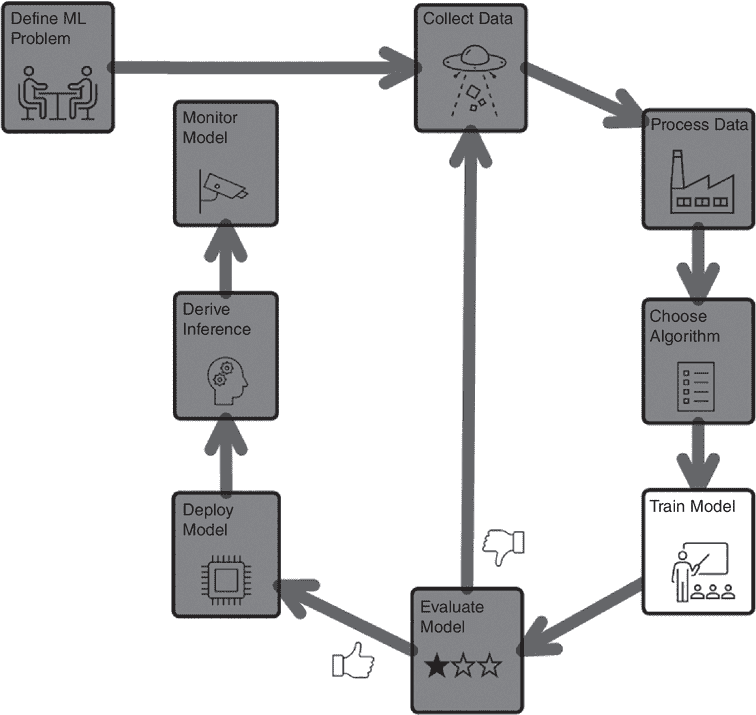 Define ML
Problem
Collect Data
Process Data
Choose
Algorithm
Train Model
Evaluate
Model
Deploy
Model
Derive
Inference
Monitor
Model